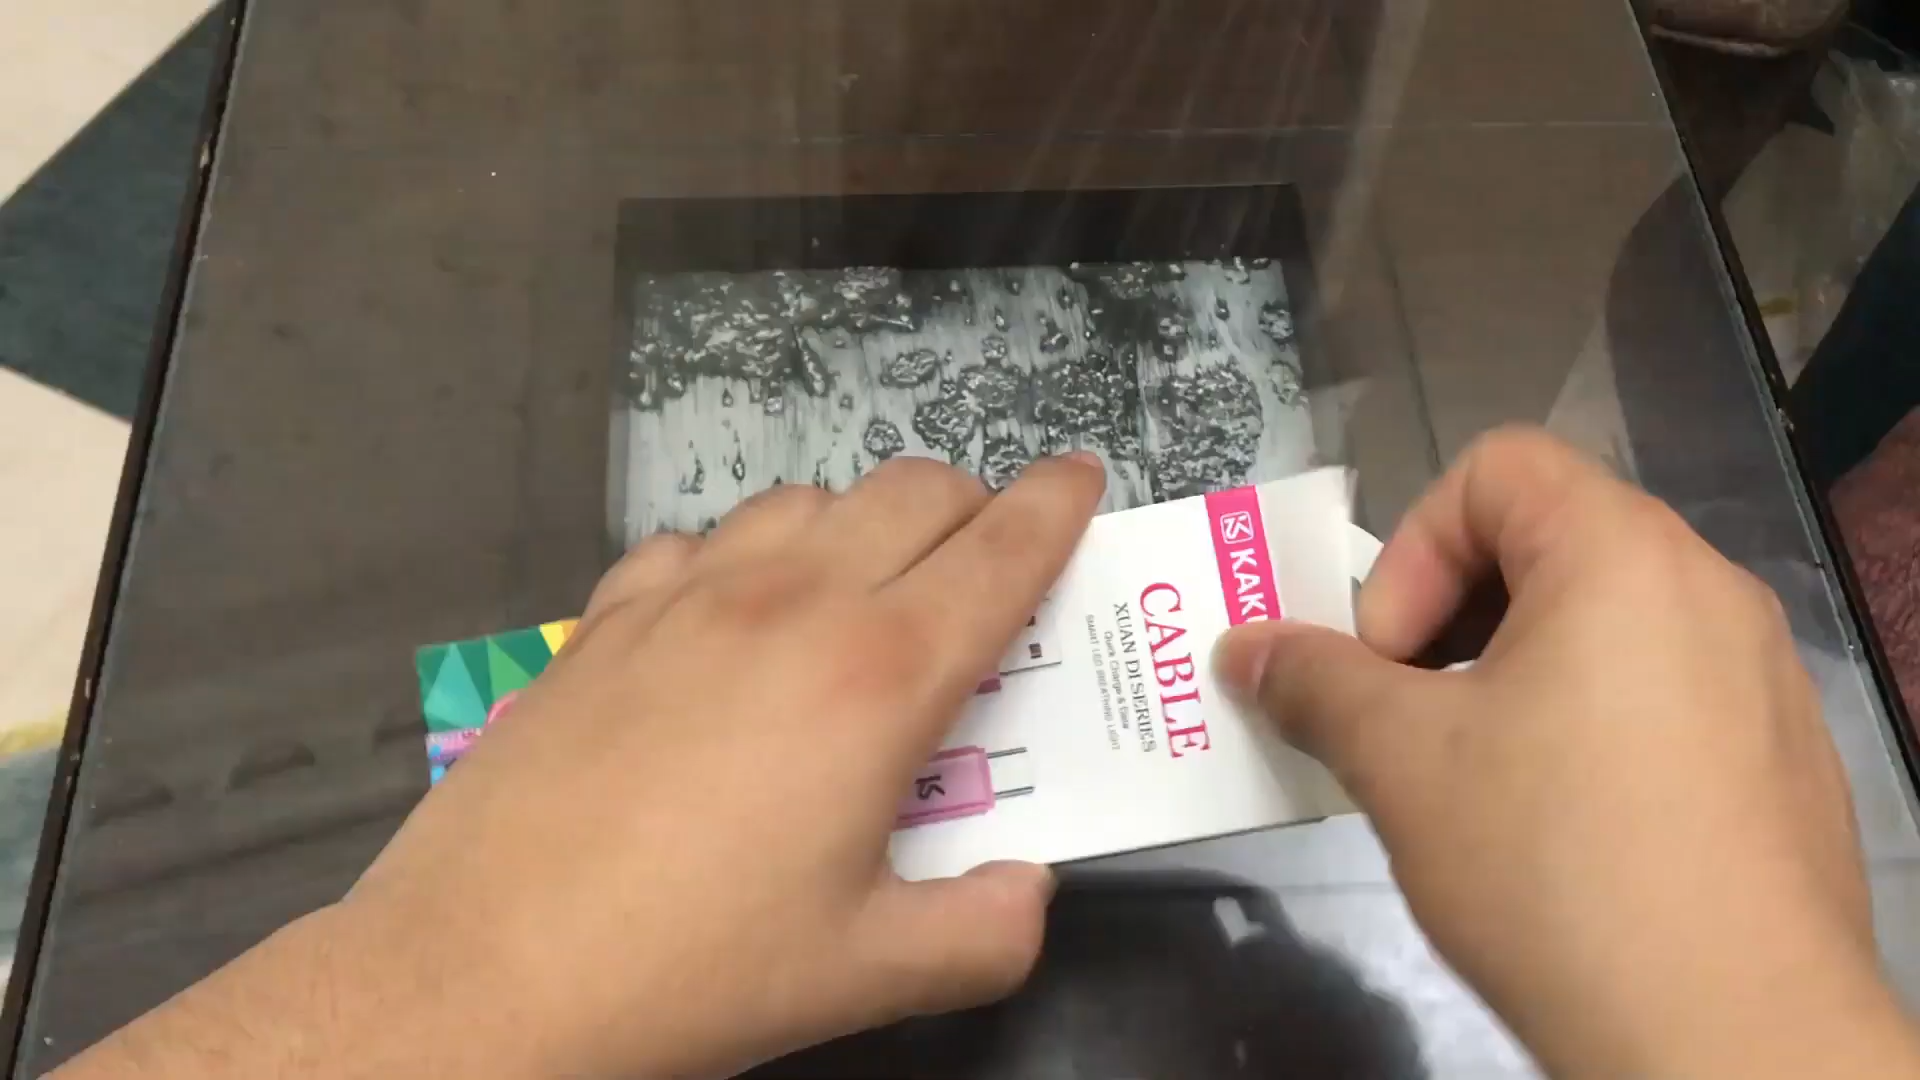 KAKU
CABLE
XUAN DI SERIES
Quick Charge & Data
SMART LED BREATHING LIGHT